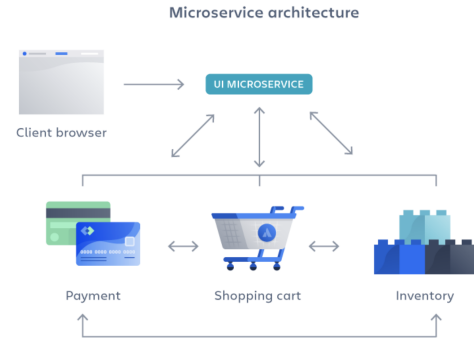 Microservice architecture
UI MICROSERVICE
Client browser
Payment
Shopping cart
Inventory